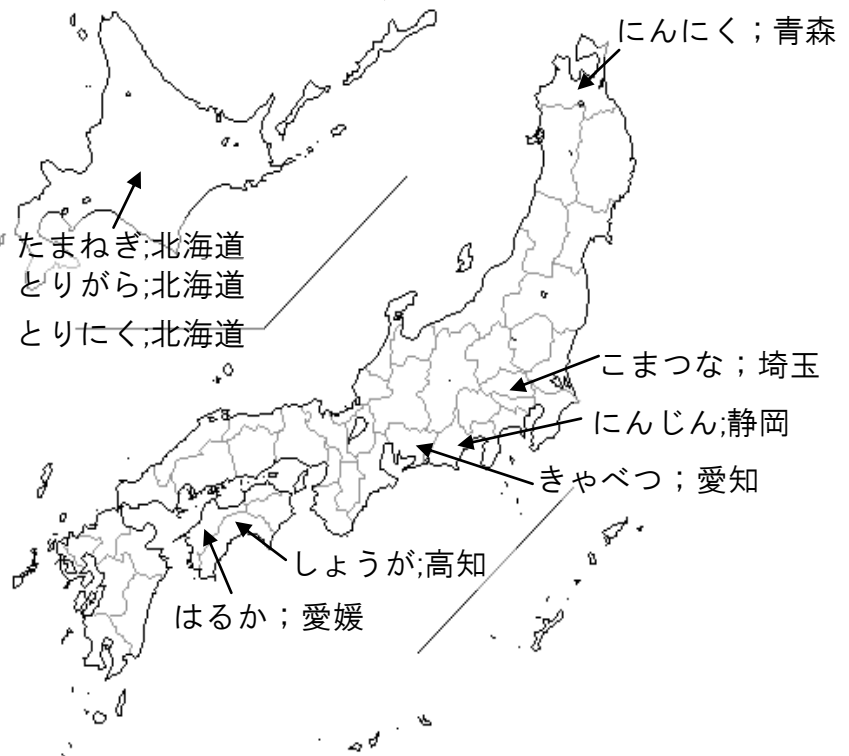 にんにく；青森
たまねぎ;北海道
とりがら;北海道
とりにく;北海道
こまつな；埼玉
にんじん;静岡
きゃべつ；愛知
しょうが;高知
はるか；愛媛